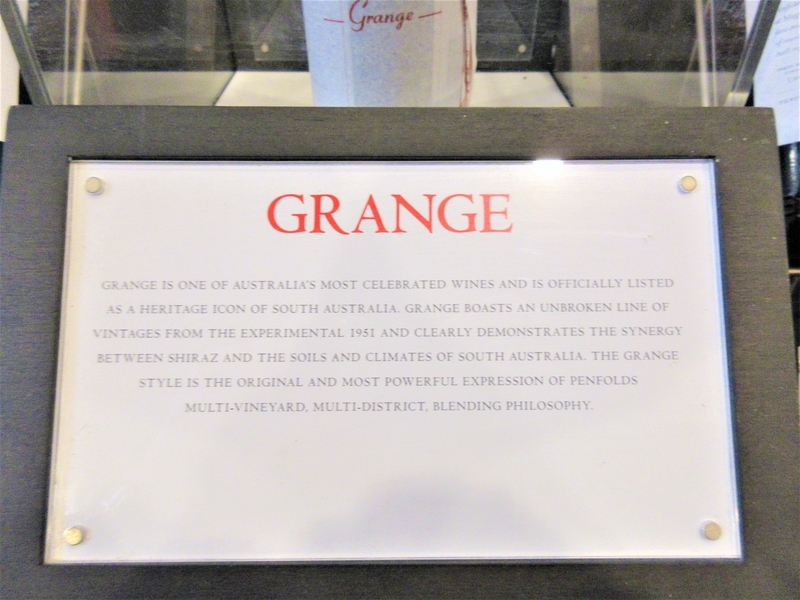 Grange
GRANGE
GRANGE IS ONE OF AUSTRALIA'S MOST CELEBRATED WINES AND IS OFFICIALLY LISTED
AS A HERITAGE ICON OF SOUTH AUSTRALIA. GRANGE BOASTS AN UNBROKEN LINE OF
VINTAGES FROM THE EXPERIMENTAL 1951 AND CLEARLY DEMONSTRATES THE SYNERGY
BETWEEN SHIRAZ AND THE SOILS AND CLIMATES OF SOUTH AUSTRALIA. THE GRANGE
STYLE IS THE ORIGINAL AND MOST POWERFUL EXPRESSION OF PENFOLDS
MULTI-VINEYARD, MULTI-DISTRICT, BLENDING PHILOSOPHY.